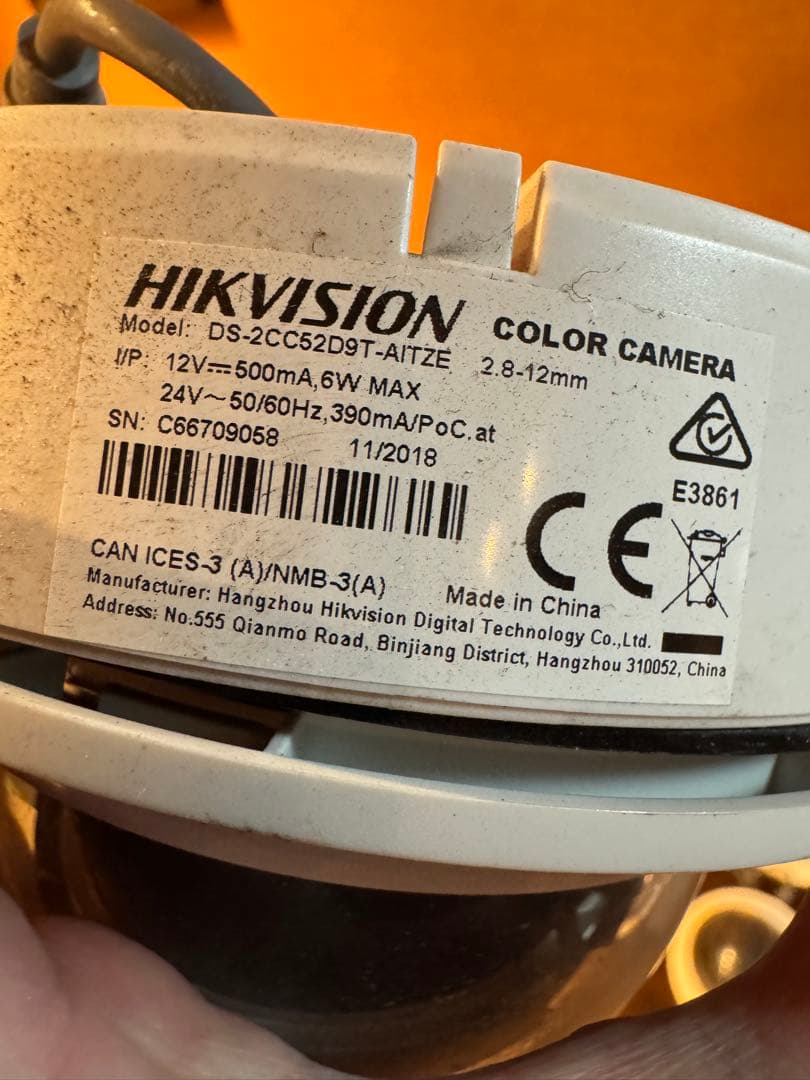 HIKVISION COLOR CAMERA
Model: DS-2CC52D9T-AITZE 2.8-12mm
I/P: 12V⎓500mA,6W MAX
24V～50/60Hz,390mA/PoC.at
SN: C66709058 11/2018
E3861
CE
CAN ICES-3 (A)/NMB-3(A) Made in China
Manufacturer: Hangzhou Hikvision Digital Technology Co.,Ltd.
Address: No.555 Qianmo Road, Binjiang District, Hangzhou 310052, China